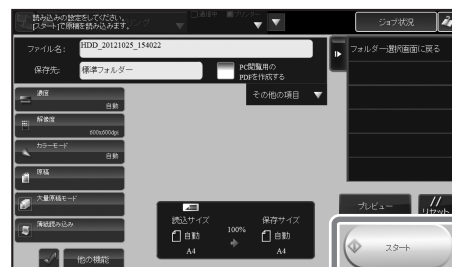 読み込みの設定をしてください。
[スタート]で原稿を読み込みます。
ジョブ状況
ファイル名:
HDD_20121025_154022
保存先:
標準フォルダー
PC閲覧用の
PDFを作成する
その他の項目
フォルダー選択画面に戻る
濃度
自動
解像度
600x600dpi
カラーモード
自動
原稿
大量原稿モード
薄紙読み込み
他の機能
読込サイズ
100%
保存サイズ
自動
自動
A4
A4
プレビュー
リセット
スタート